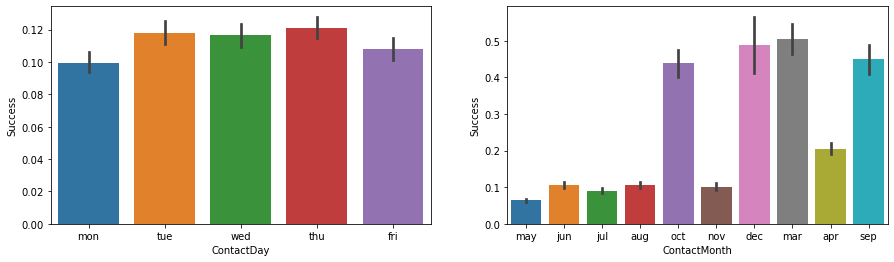 0.12
0.10
0.08
0.06
0.04
0.02
0.00
Success
mon tue wed thu fri
ContactDay
0.5
0.4
0.3
0.2
0.1
0.0
Success
may jun jul aug oct nov dec mar apr sep
ContactMonth